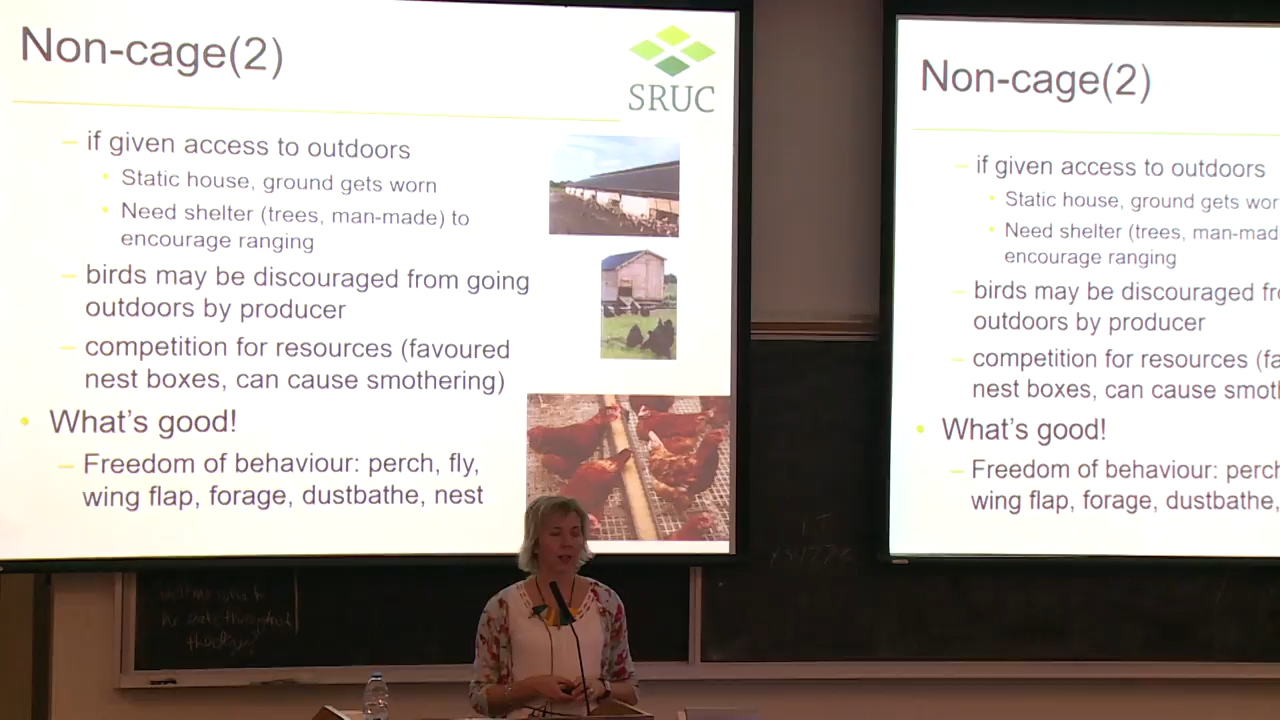 Non-cage(2)
SRUC
– if given access to outdoors
• Static house, ground gets worn
• Need shelter (trees, man-made) to
encourage ranging
– birds may be discouraged from going
outdoors by producer
– competition for resources (favoured
nest boxes, can cause smothering)
• What's good!
– Freedom of behaviour: perch, fly,
wing flap, forage, dustbathe, nest
Non-cage(2)
– if given access to outdoors
• Static house, ground gets wor
• Need shelter (trees, man-mad
encourage ranging
– birds may be discouraged fr
outdoors by producer
– competition for resources (fa
nest boxes, can cause smot
• What's good!
– Freedom of behaviour: perch
wing flap, forage, dustbathe,